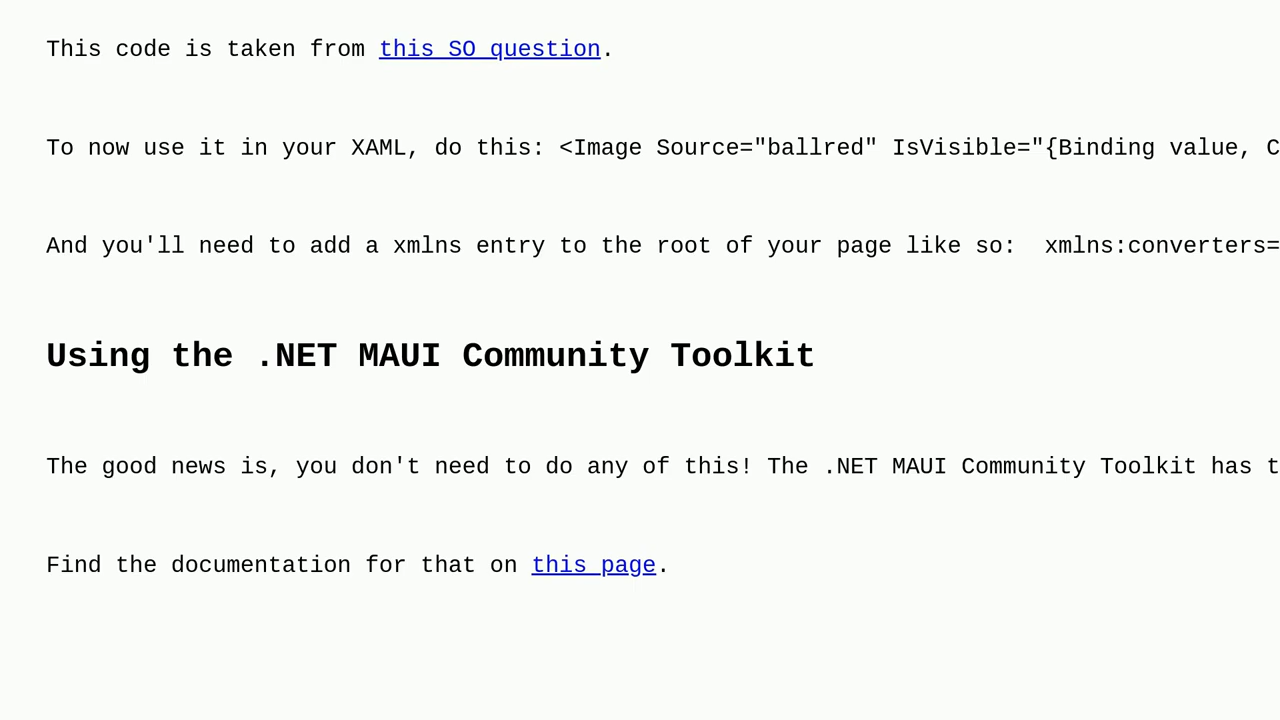 This code is taken from this SO question.
To now use it in your XAML, do this: <Image Source="ballred" IsVisible="{Binding value, C
And you'll need to add a xmlns entry to the root of your page like so:  xmlns:converters=
Using the .NET MAUI Community Toolkit
The good news is, you don't need to do any of this! The .NET MAUI Community Toolkit has t
Find the documentation for that on this page.